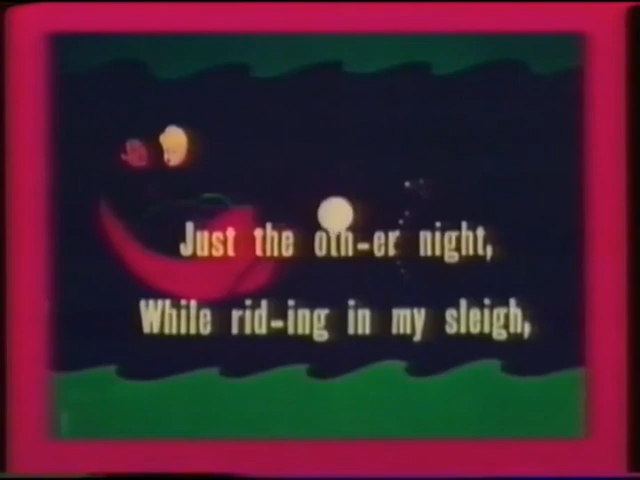 Just the oth-er night,
While rid-ing in my sleigh,